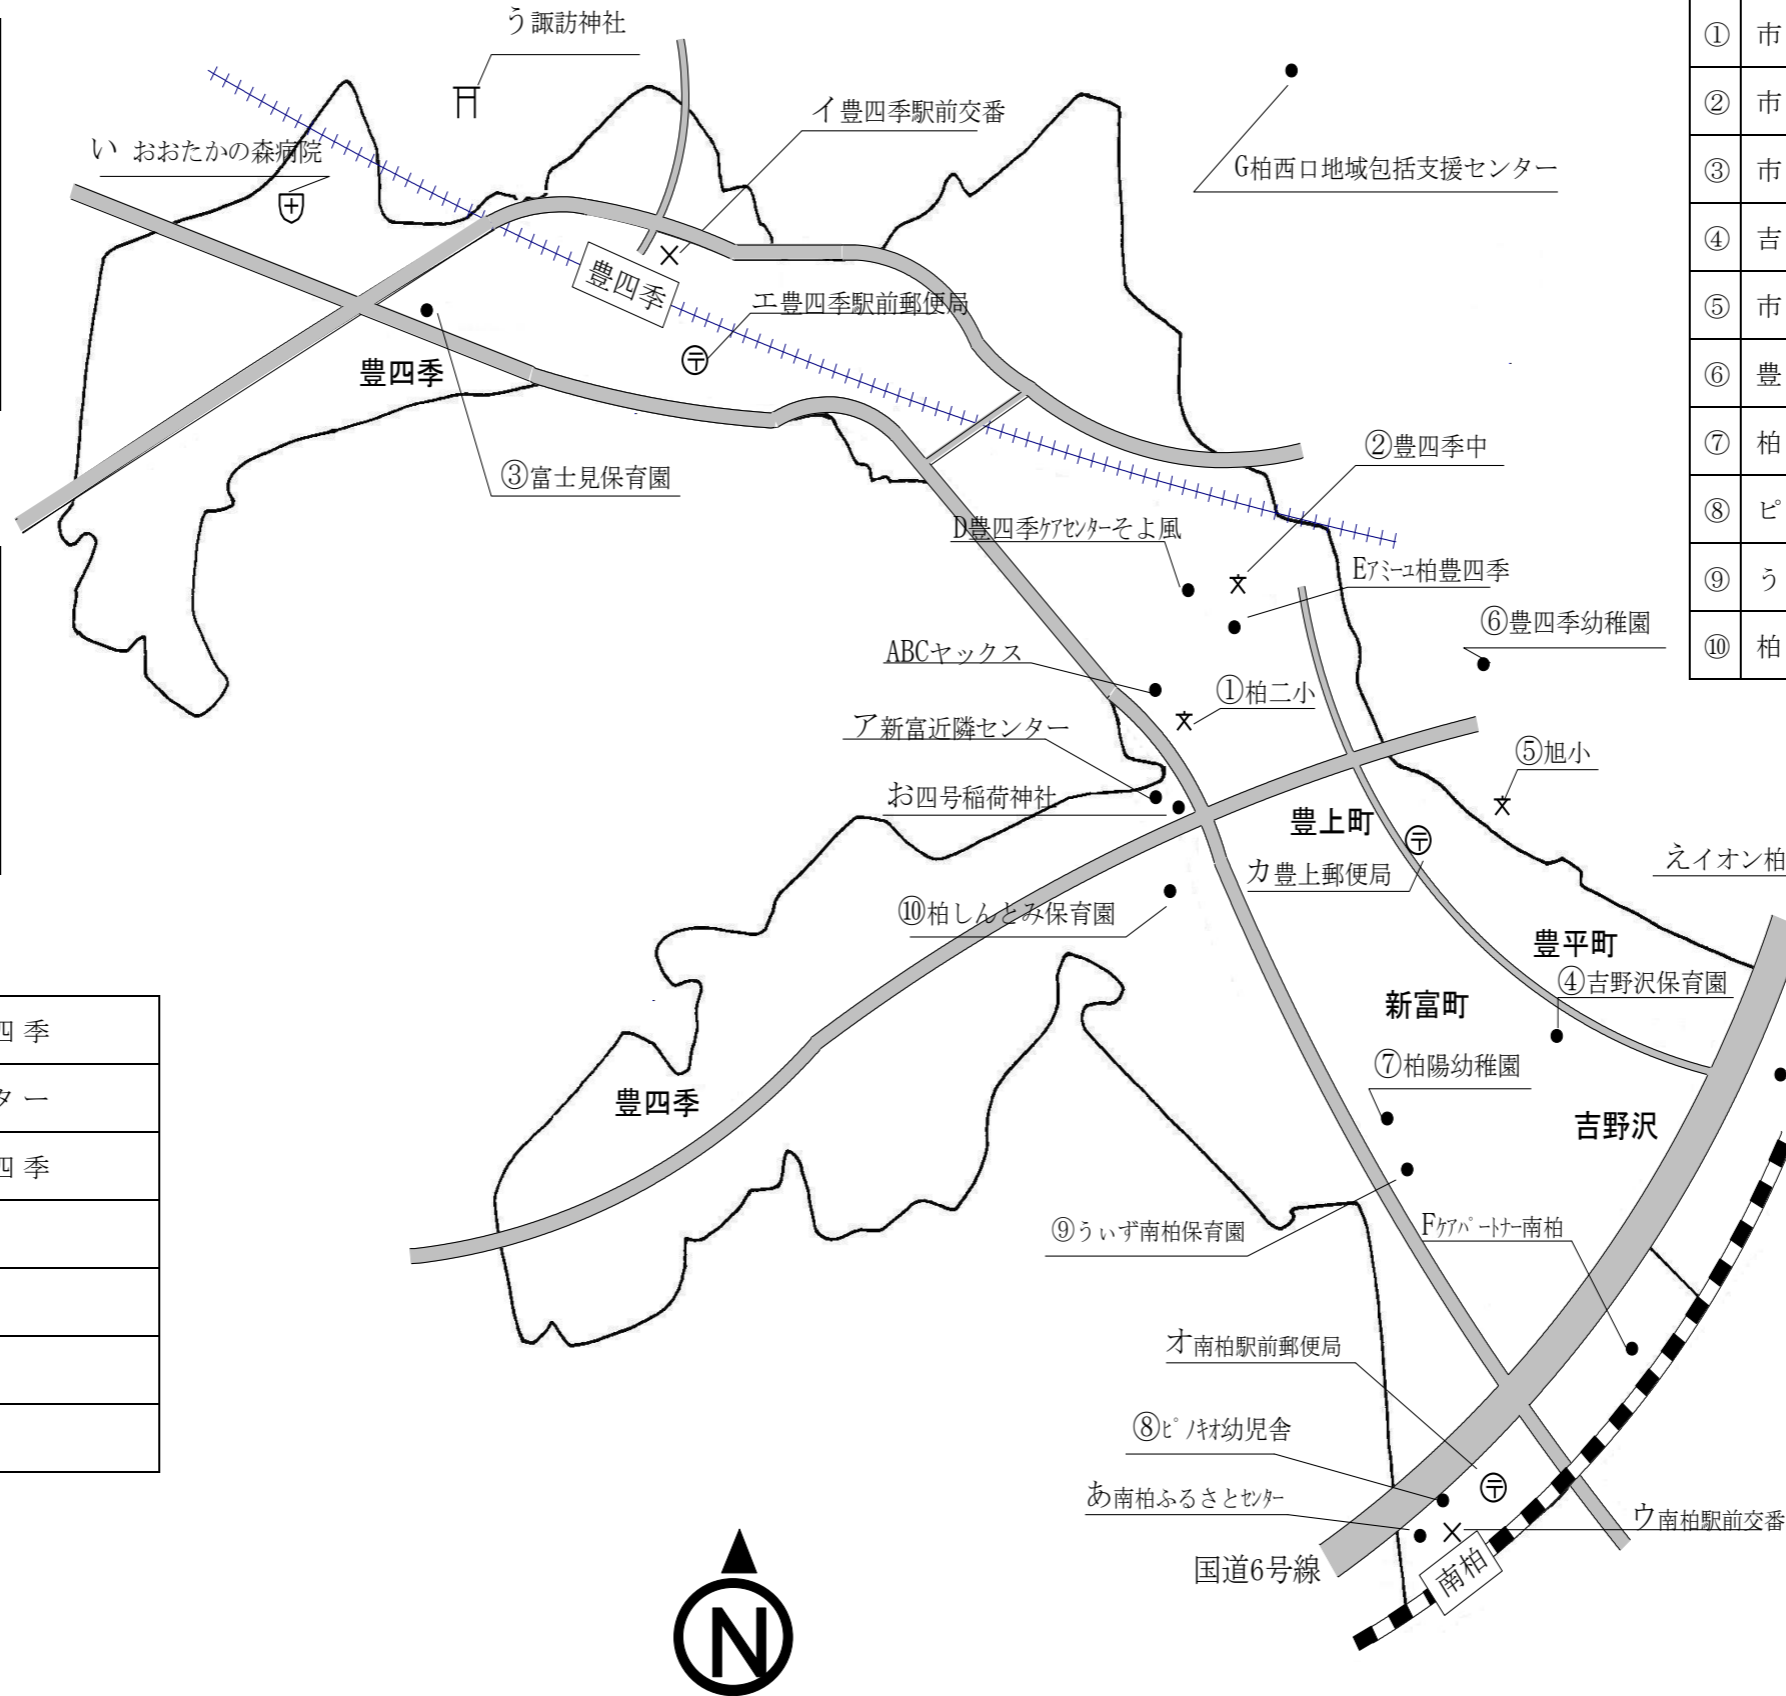 う諏訪神社
イ豊四季駅前交番
い おおたかの森病院
G柏西口地域包括支援センター
豊四季
エ豊四季駅前郵便局
豊四季
③富士見保育園
②豊四季中
D豊四季ｹｱｾﾝﾀｰそよ風
Eｱﾐｰﾕ柏豊四季
⑥豊四季幼稚園
ABCヤックス
①柏二小
ア新富近隣センター
⑤旭小
お四号稲荷神社
豊上町
えイオン柏
カ豊上郵便局
⑩柏しんとみ保育園
豊平町
④吉野沢保育園
新富町
⑦柏陽幼稚園
豊四季
吉野沢
⑨うぃず南柏保育園
Fｹｱﾊﾟｰﾄﾅｰ南柏
オ南柏駅前郵便局
⑧ﾋﾟﾉｷｵ幼児舎
あ南柏ふるさとｾﾝﾀｰ
ウ南柏駅前交番
国道6号線
南柏
N
① 市
② 市
③ 市
④ 吉
⑤ 市
⑥ 豊
⑦ 柏
⑧ ピ
⑨ う
⑩ 柏
四季
ター
四季